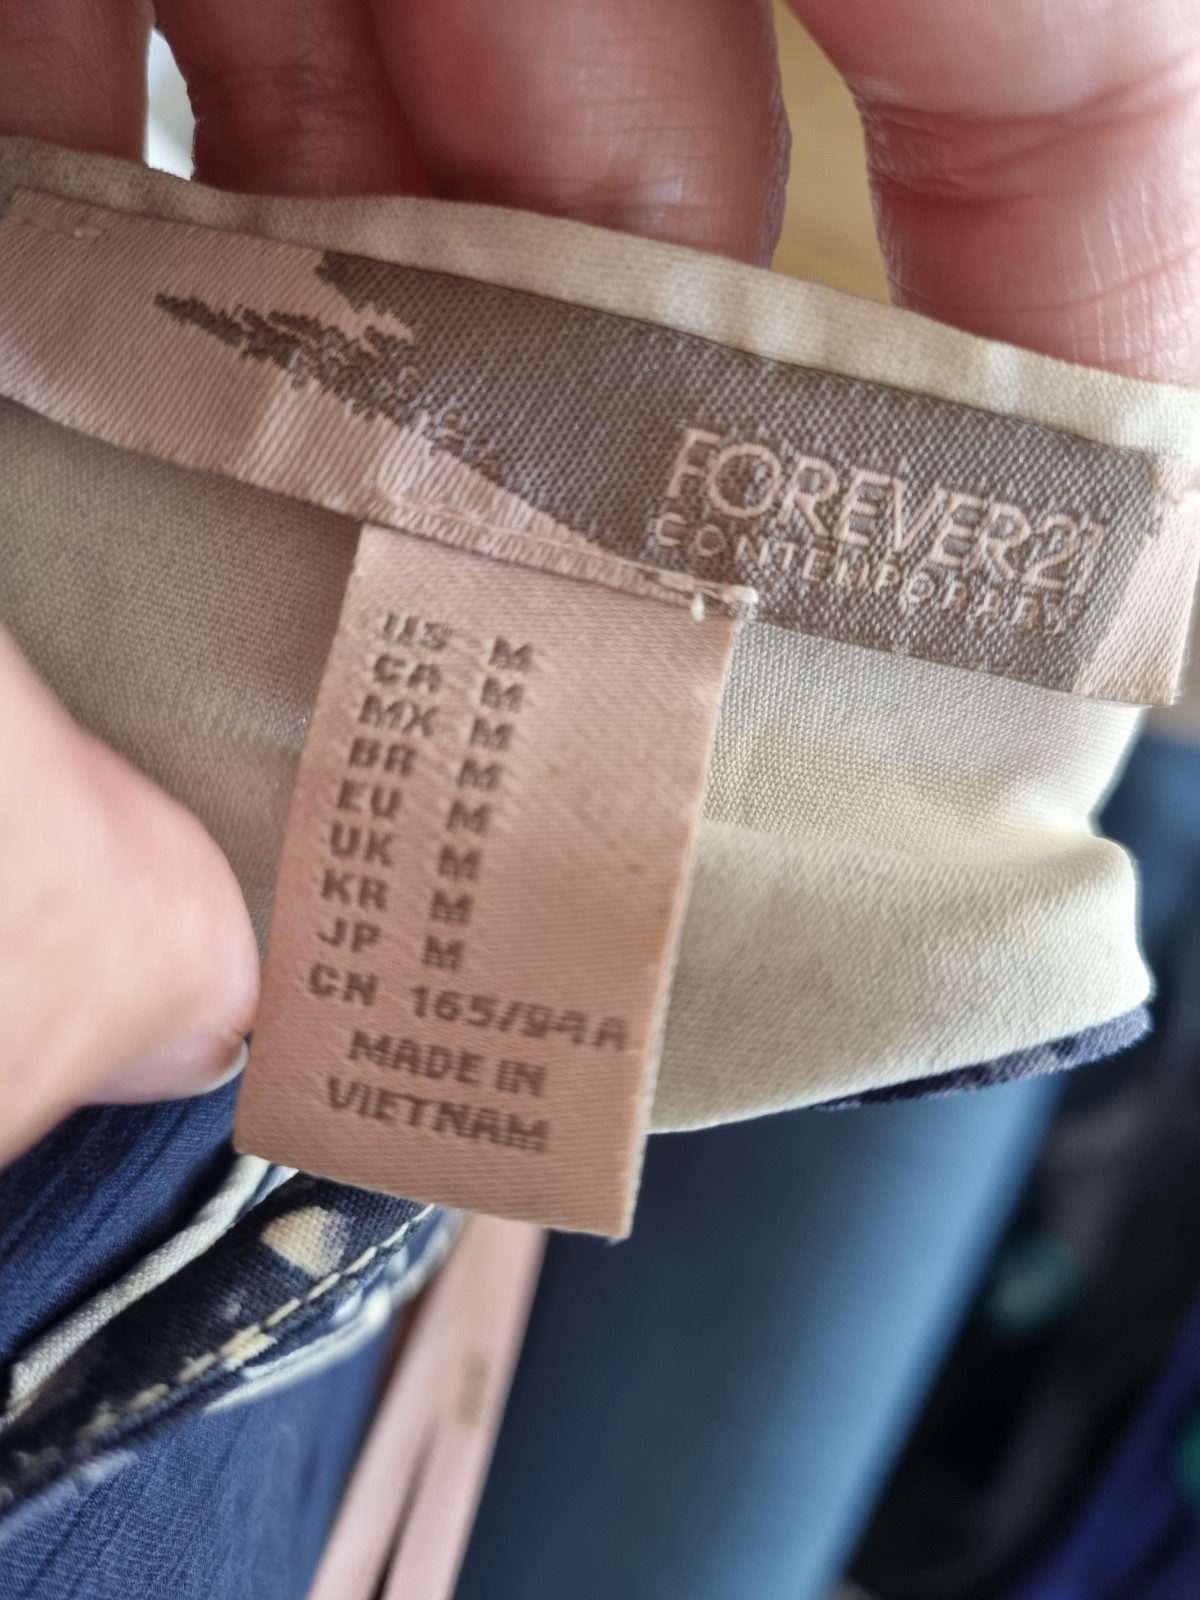 FOREVER21
CONTEMPORARY
US M
CA M
MX M
BR M
EU M
UK M
KR M
JP M
CN 165/94A
MADE IN
VIETNAM